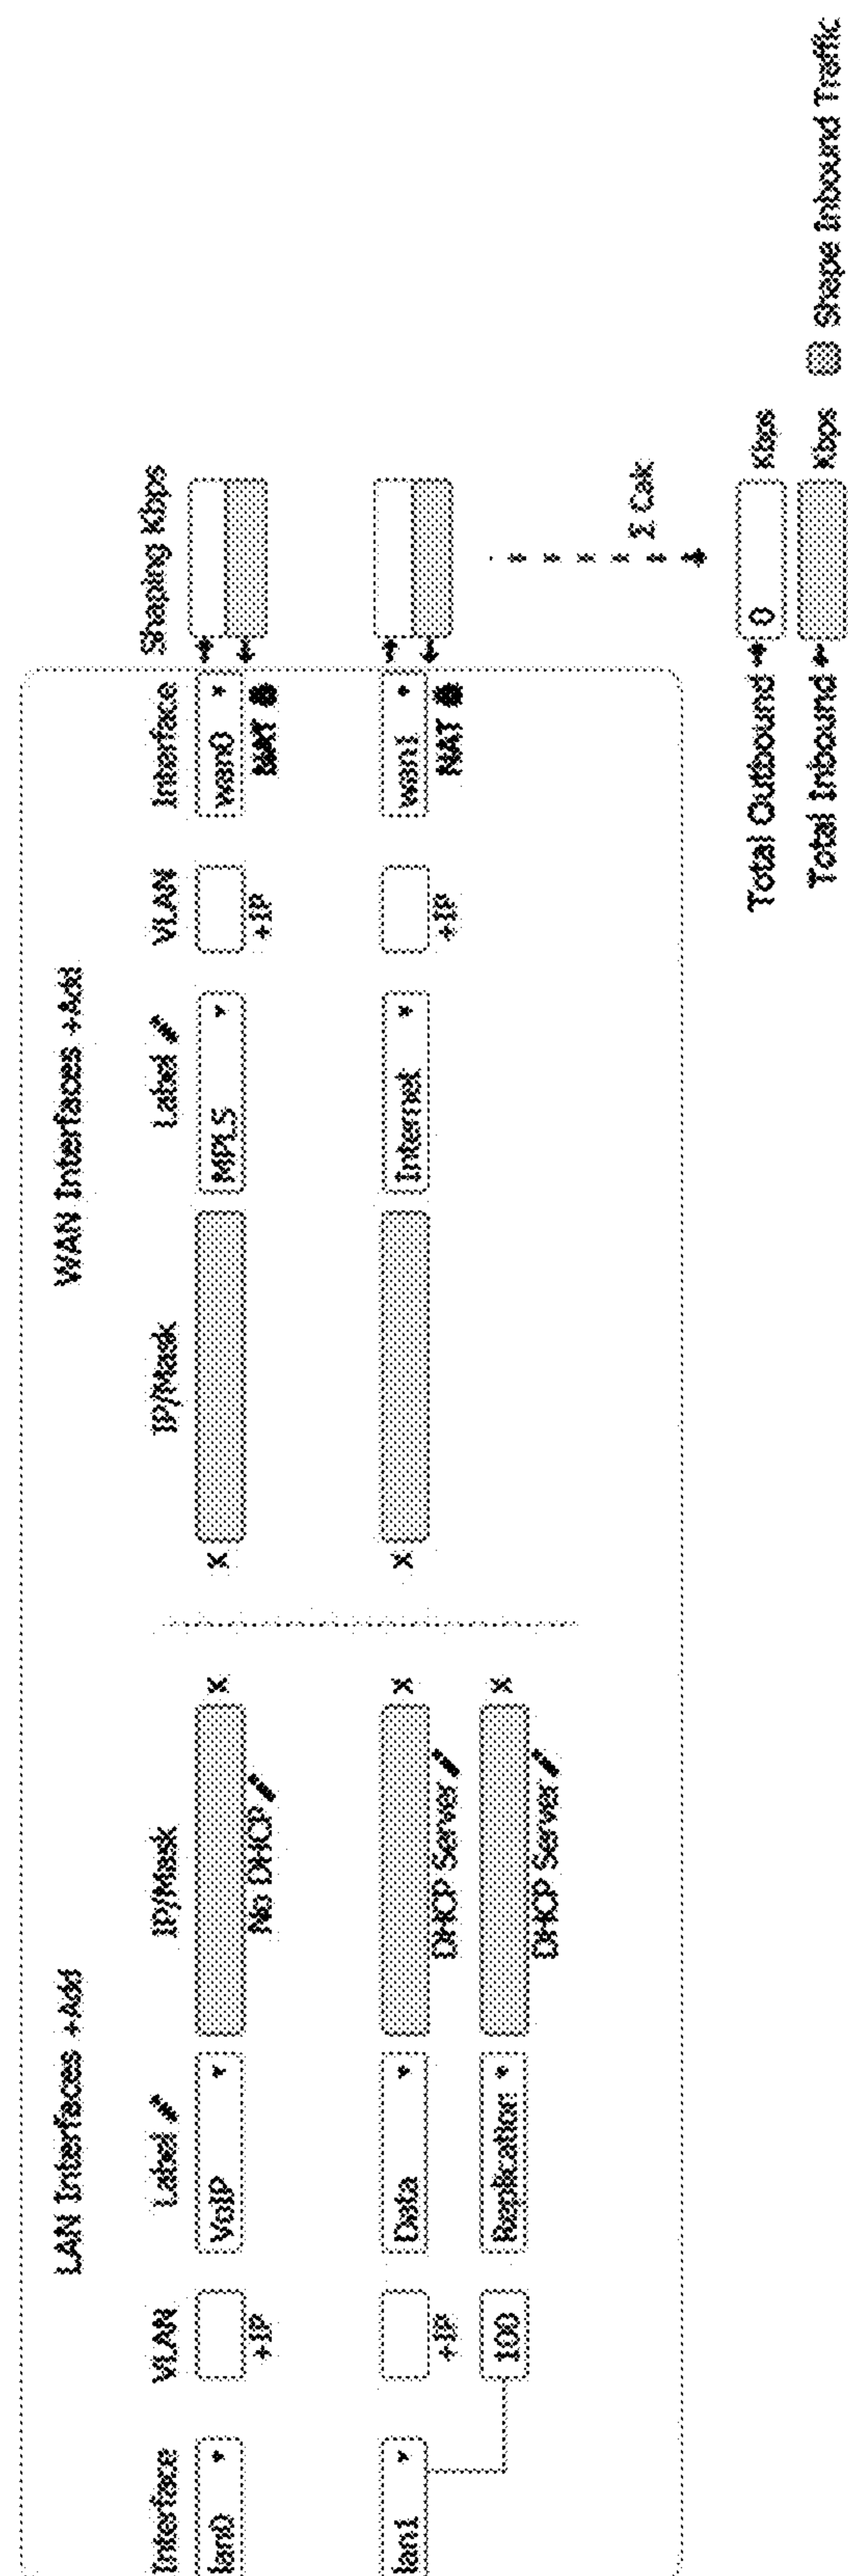 LAN Interfaces +Add
WAN Interfaces +Add
Interface VLAN Label IP/Mask IP/Mask Label VLAN Interface Shaping Kbps
lan0 VoIP X X MPLS wan0
+IP No DHCP +IP NAT
lan1 Data X X Internet wan1
+IP DHCP Server +IP NAT
100 Replication X
DHCP Server
Σ Calc
Total Outbound 0 Kbps
Total Inbound Kbps Shape Inbound Traffic